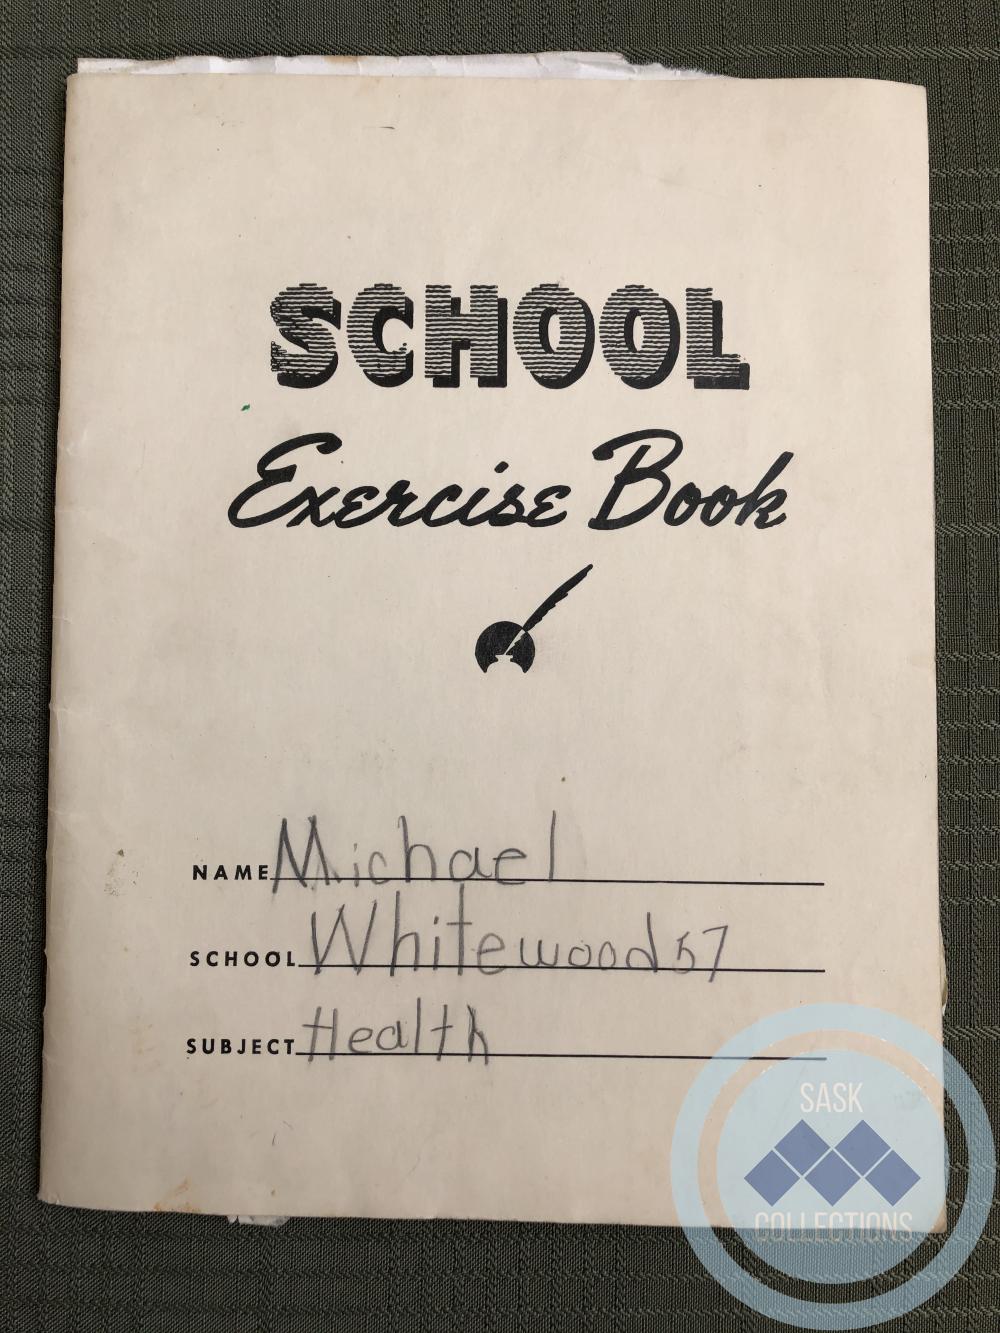 SCHOOL
Exercise Book
NAME Michael
SCHOOL Whitewood 57
SUBJECT Health
SASK
COLLECTIONS